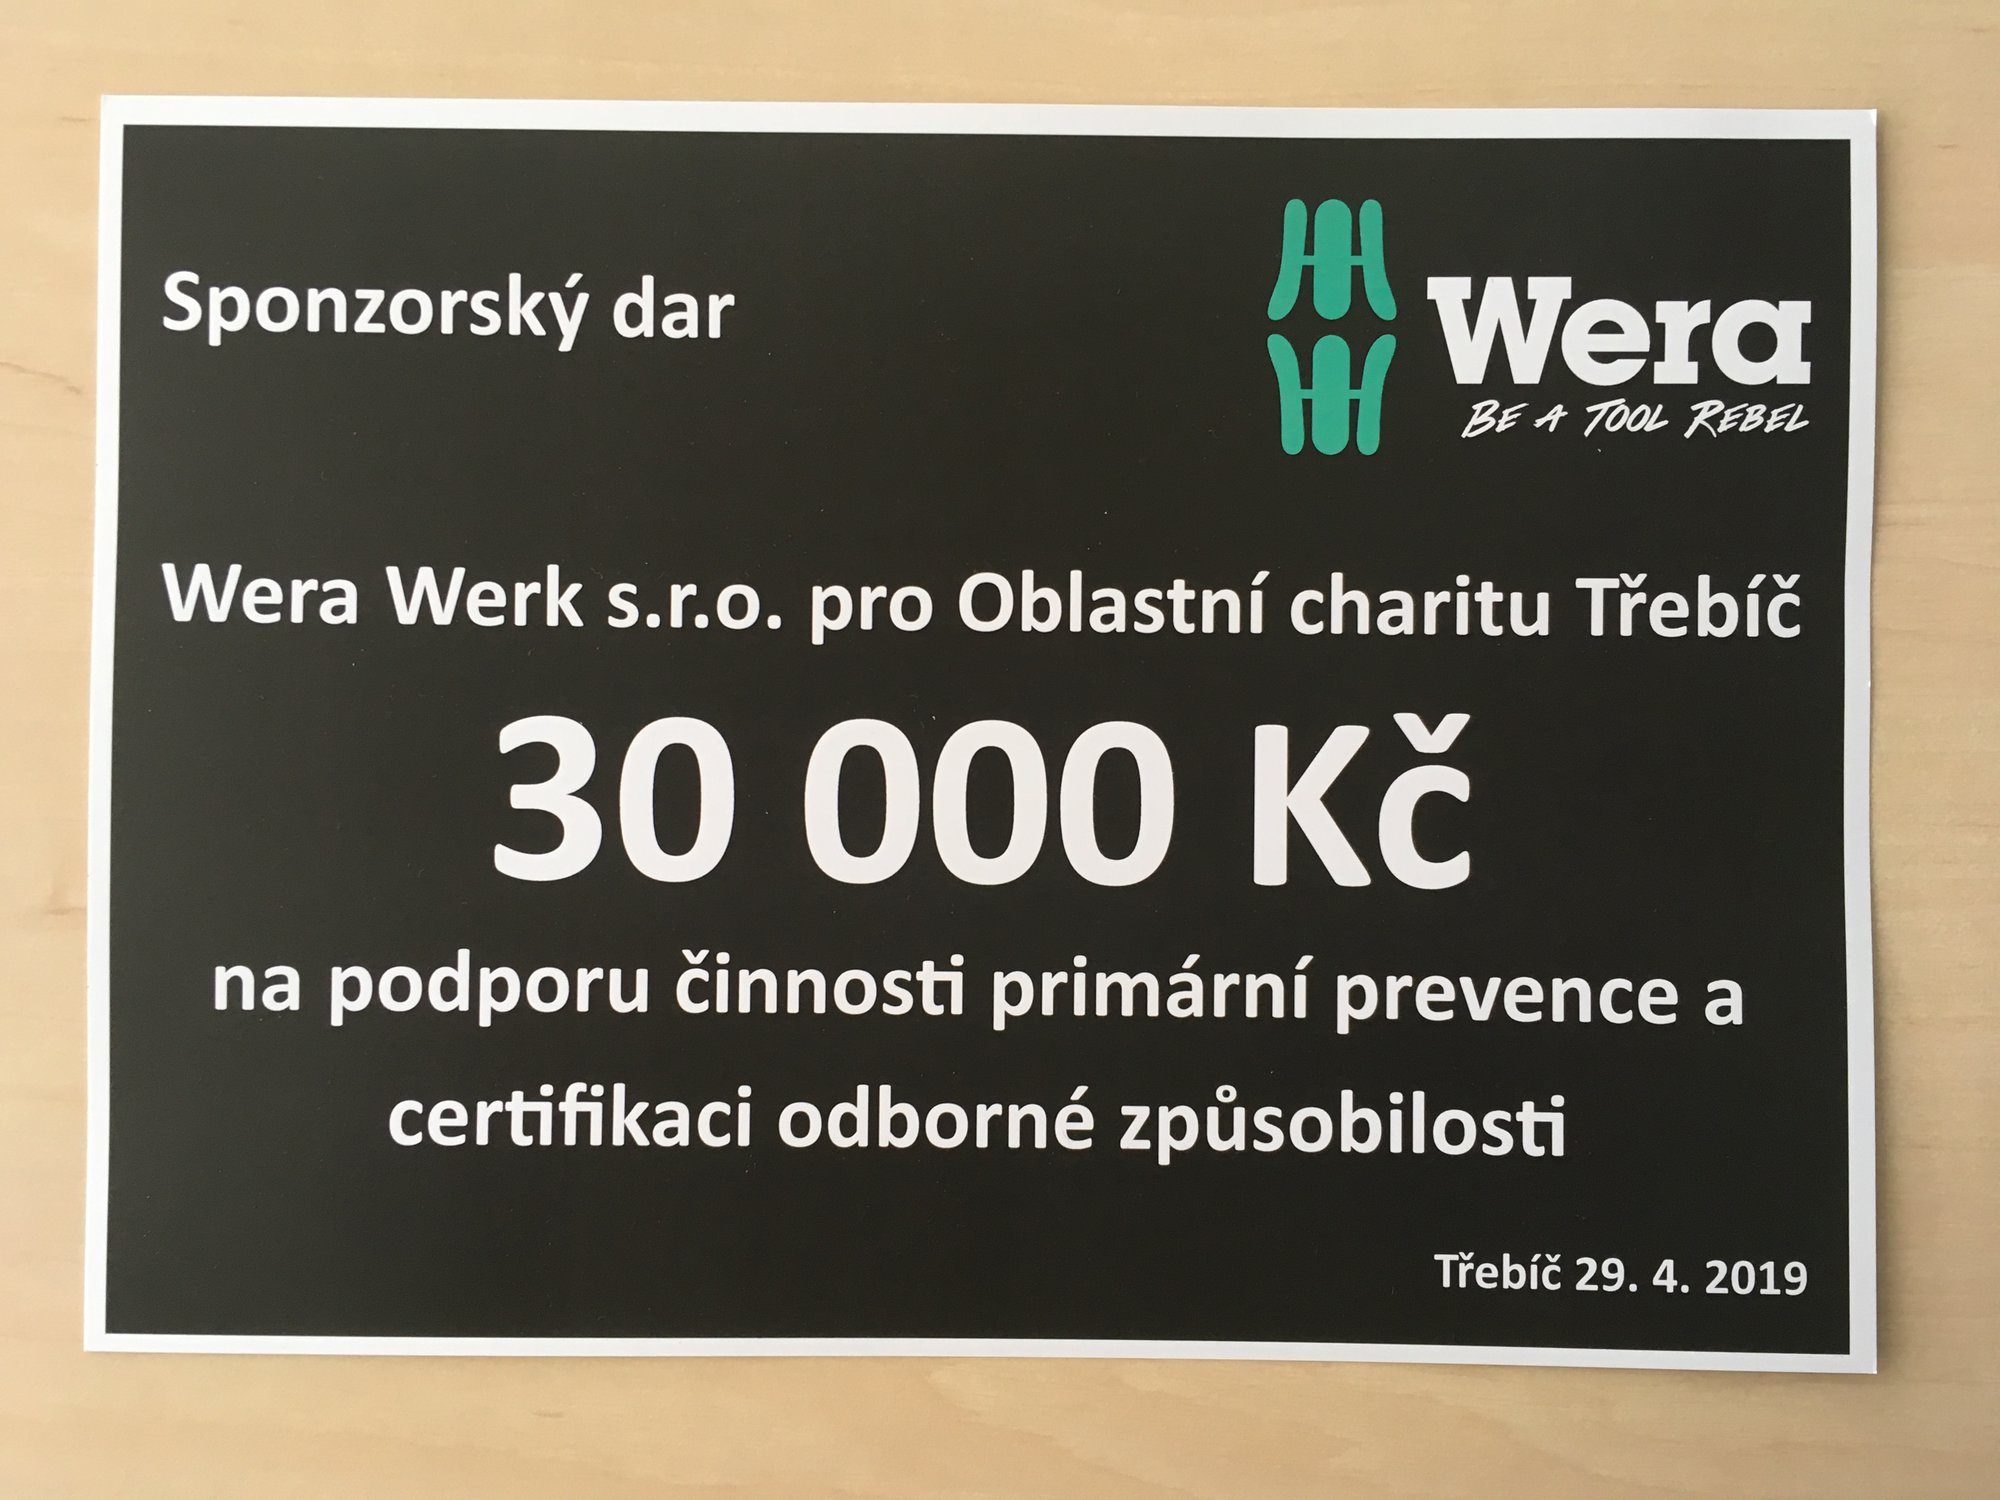 Sponzorský dar
Wera
BE A TOOL REBEL
Wera Werk s.r.o. pro Oblastní charitu Třebíč
30 000 Kč
na podporu činnosti primární prevence a
certifikaci odborné způsobilosti
Třebíč 29. 4. 2019